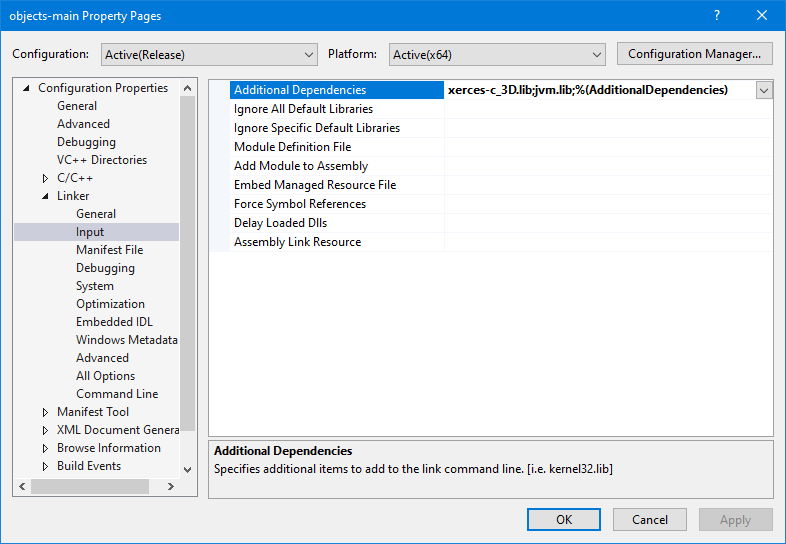 objects-main Property Pages
Configuration: Active(Release) Platform: Active(x64) Configuration Manager...
Configuration Properties
General
Advanced
Debugging
VC++ Directories
C/C++
Linker
General
Input
Manifest File
Debugging
System
Optimization
Embedded IDL
Windows Metadata
Advanced
All Options
Command Line
Manifest Tool
XML Document Genera
Browse Information
Build Events
Additional Dependencies xerces-c_3D.lib;jvm.lib;%(AdditionalDependencies)
Ignore All Default Libraries
Ignore Specific Default Libraries
Module Definition File
Add Module to Assembly
Embed Managed Resource File
Force Symbol References
Delay Loaded Dlls
Assembly Link Resource
Additional Dependencies
Specifies additional items to add to the link command line. [i.e. kernel32.lib]
OK Cancel Apply